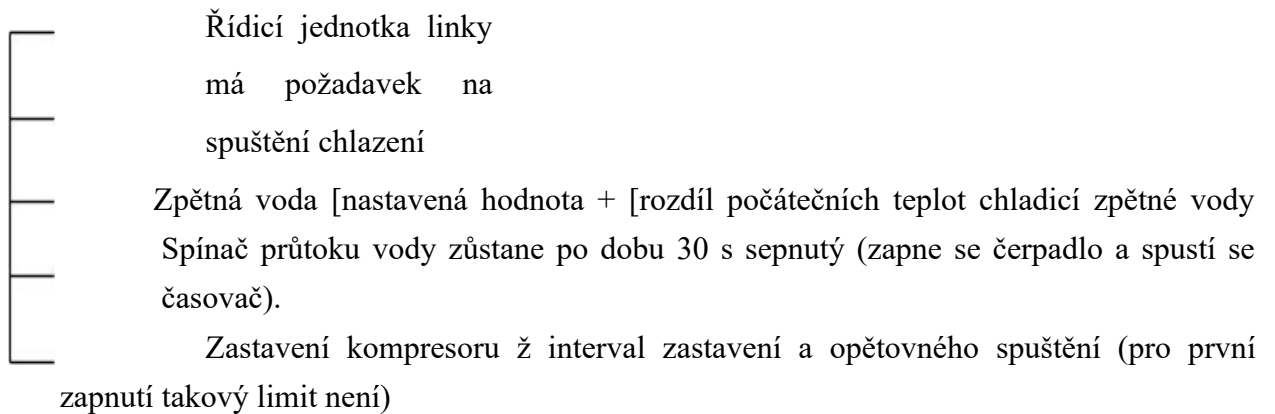 Řídicí jednotka linky
má požadavek na
spuštění chlazení
Zpětná voda [nastavená hodnota + [rozdíl počátečních teplot chladicí zpětné vody
Spínač průtoku vody zůstane po dobu 30 s sepnutý (zapne se čerpadlo a spustí se
časovač).
Zastavení kompresoru ž interval zastavení a opětovného spuštění (pro první
zapnutí takový limit není)